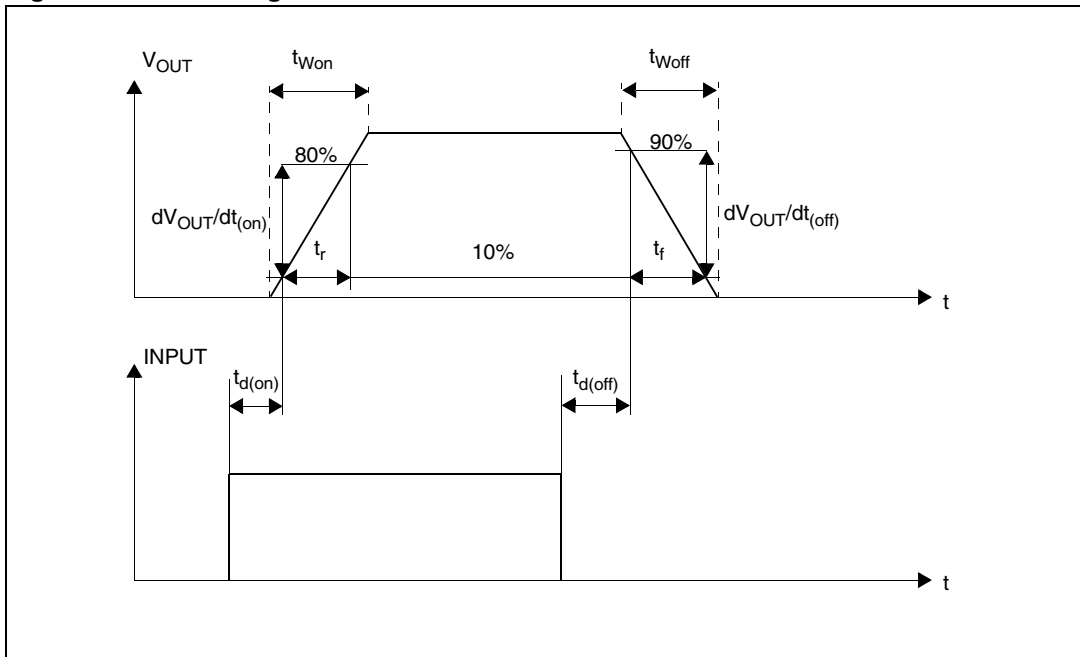 V_OUT
t_Won
t_Woff
80%
90%
dV_OUT/dt_(on)
dV_OUT/dt_(off)
t_r
10%
t_f
t
INPUT
t_d(on)
t_d(off)
t